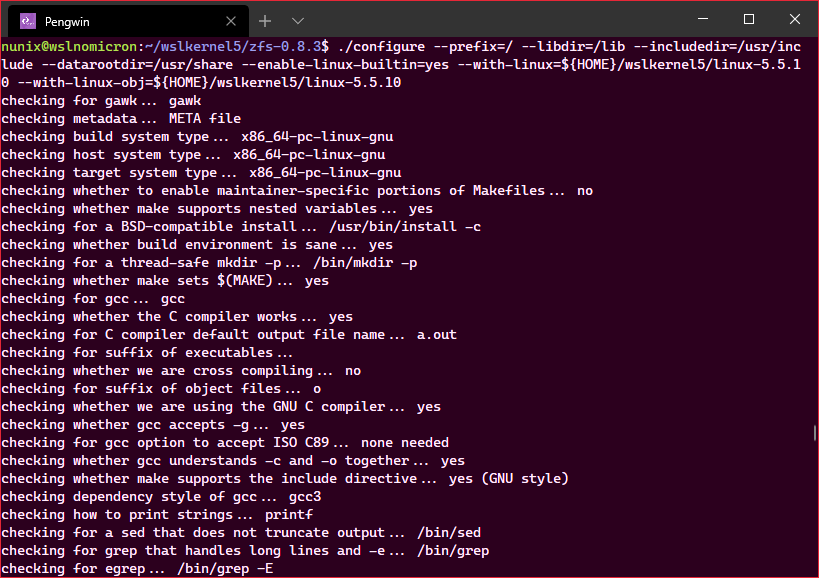 Pengwin
nunix@wslnomicron:~/wslkernel5/zfs-0.8.3$ ./configure --prefix=/ --libdir=/lib --includedir=/usr/inc
lude --datarootdir=/usr/share --enable-linux-builtin=yes --with-linux=${HOME}/wslkernel5/linux-5.5.1
0 --with-linux-obj=${HOME}/wslkernel5/linux-5.5.10
checking for gawk... gawk
checking metadata... META file
checking build system type... x86_64-pc-linux-gnu
checking host system type... x86_64-pc-linux-gnu
checking target system type... x86_64-pc-linux-gnu
checking whether to enable maintainer-specific portions of Makefiles... no
checking whether make supports nested variables... yes
checking for a BSD-compatible install... /usr/bin/install -c
checking whether build environment is sane... yes
checking for a thread-safe mkdir -p... /bin/mkdir -p
checking whether make sets $(MAKE)... yes
checking for gcc... gcc
checking whether the C compiler works... yes
checking for C compiler default output file name... a.out
checking for suffix of executables...
checking whether we are cross compiling... no
checking for suffix of object files... o
checking whether we are using the GNU C compiler... yes
checking whether gcc accepts -g... yes
checking for gcc option to accept ISO C89... none needed
checking whether gcc understands -c and -o together... yes
checking whether make supports the include directive... yes (GNU style)
checking dependency style of gcc... gcc3
checking how to print strings... printf
checking for a sed that does not truncate output... /bin/sed
checking for grep that handles long lines and -e... /bin/grep
checking for egrep... /bin/grep -E